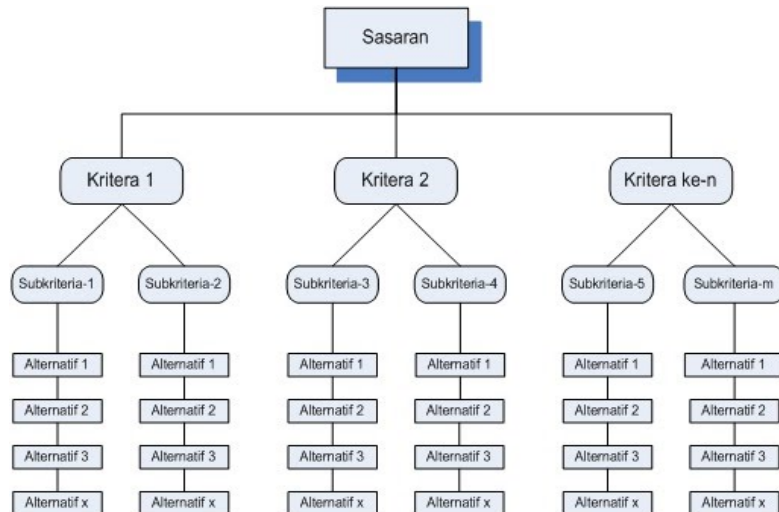 Sasaran
Kritera 1
Kritera 2
Kritera ke-n
Subkriteria-1
Subkriteria-2
Subkriteria-3
Subkriteria-4
Subkriteria-5
Subkriteria-m
Alternatif 1
Alternatif 1
Alternatif 1
Alternatif 1
Alternatif 1
Alternatif 1
Alternatif 2
Alternatif 2
Alternatif 2
Alternatif 2
Alternatif 2
Alternatif 2
Alternatif 3
Alternatif 3
Alternatif 3
Alternatif 3
Alternatif 3
Alternatif 3
Alternatif x
Alternatif x
Alternatif x
Alternatif x
Alternatif x
Alternatif x